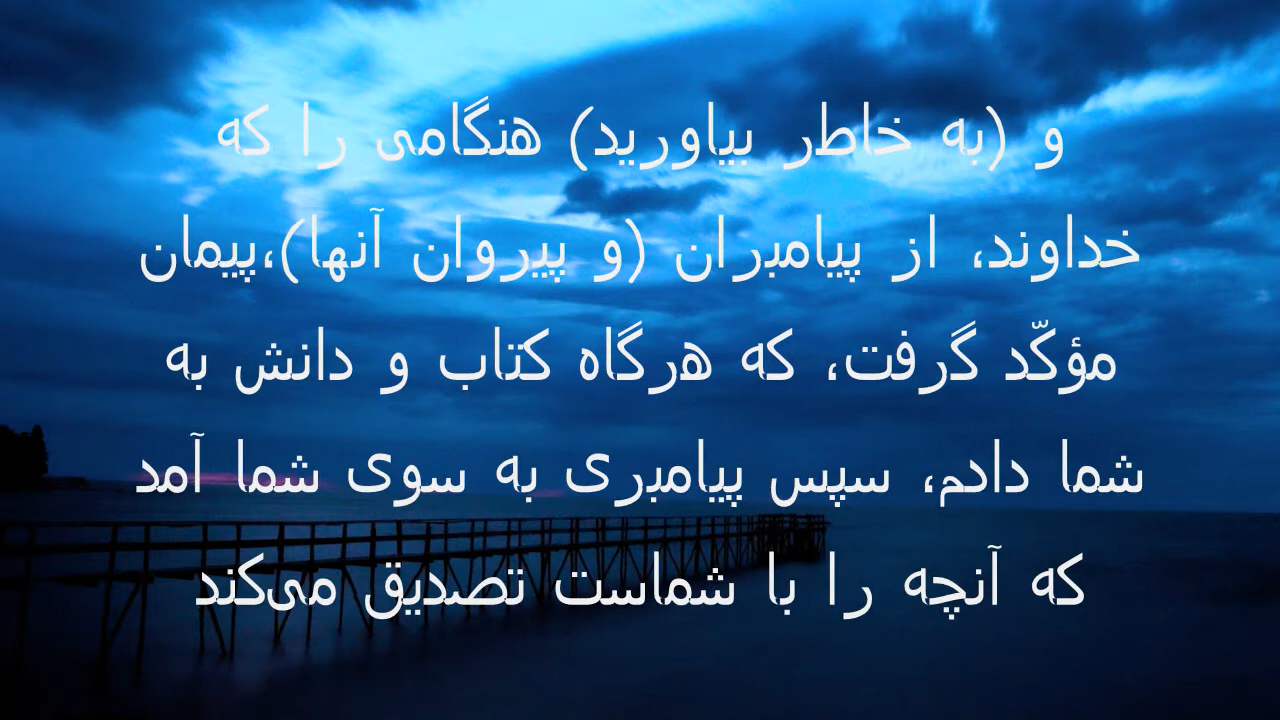 و (به خاطر بیاورید) هنگامی را که
خداوند، از پیامبران (و پیروان آنها)،پیمان
مؤکّد گرفت، که هرگاه کتاب و دانش به
شما دادم، سپس پیامبری به سوی شما آمد
که آنچه را با شماست تصدیق می‌کند